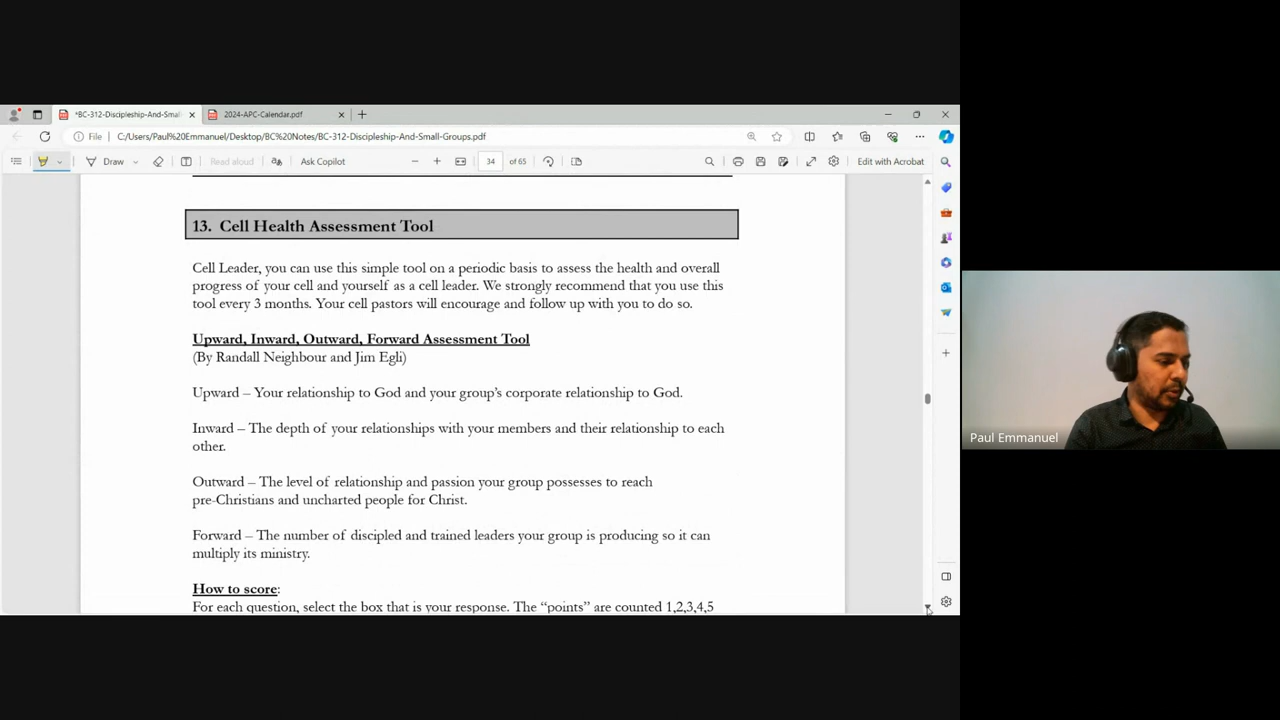 *BC-312-Discipleship-And-Small-
2024-APC-Calendar.pdf
File
C:/Users/Paul%20Emmanuel/Desktop/BC%20Notes/BC-312-Discipleship-And-Small-Groups.pdf
Draw
Read aloud
Ask Copilot
34
of 65
Edit with Acrobat
13. Cell Health Assessment Tool
Cell Leader, you can use this simple tool on a periodic basis to assess the health and overall
progress of your cell and yourself as a cell leader. We strongly recommend that you use this
tool every 3 months. Your cell pastors will encourage and follow up with you to do so.
Upward, Inward, Outward, Forward Assessment Tool
(By Randall Neighbour and Jim Egli)
Upward – Your relationship to God and your group's corporate relationship to God.
Inward – The depth of your relationships with your members and their relationship to each
other.
Outward – The level of relationship and passion your group possesses to reach
pre-Christians and uncharted people for Christ.
Forward – The number of discipled and trained leaders your group is producing so it can
multiply its ministry.
How to score:
For each question, select the box that is your response. The “points” are counted 1,2,3,4,5
Paul Emmanuel